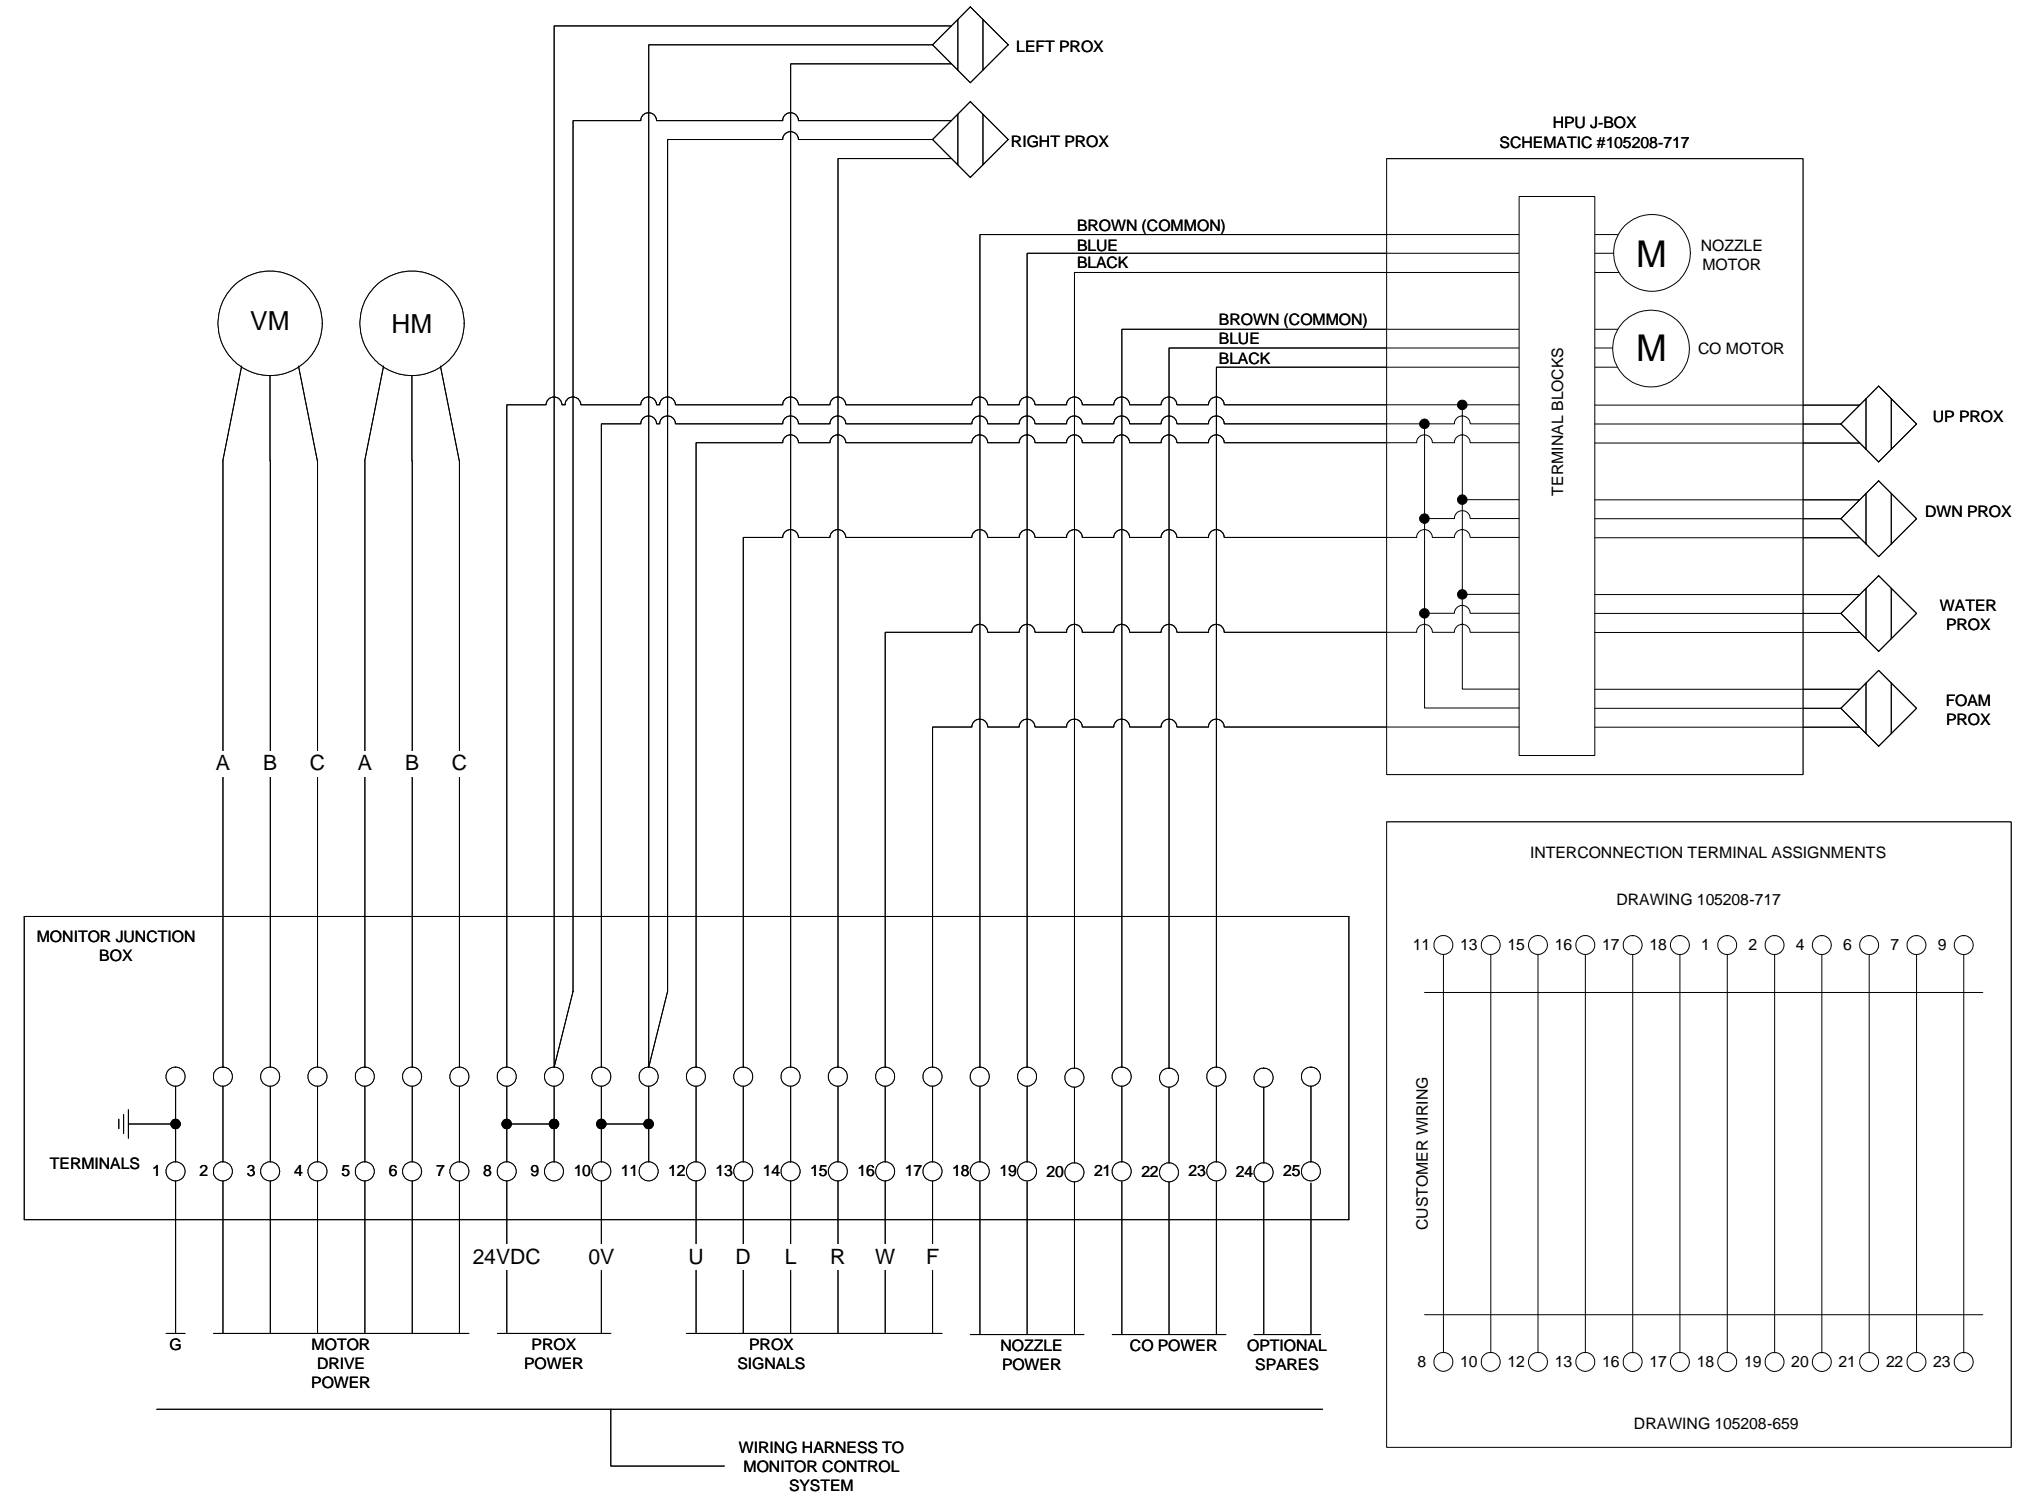 LEFT PROX
RIGHT PROX
HPU J-BOX
SCHEMATIC #105208-717
BROWN (COMMON)
BLUE
BLACK
M
NOZZLE
MOTOR
BROWN (COMMON)
BLUE
BLACK
M
CO MOTOR
VM
HM
TERMINAL BLOCKS
UP PROX
DWN PROX
WATER
PROX
FOAM
PROX
A B C A B C
MONITOR JUNCTION
BOX
TERMINALS
1 2 3 4 5 6 7 8 9 10 11 12 13 14 15 16 17 18 19 20 21 22 23 24 25
24VDC 0V U D L R W F
G
MOTOR
DRIVE
POWER
PROX
POWER
PROX
SIGNALS
NOZZLE
POWER
CO POWER
OPTIONAL
SPARES
WIRING HARNESS TO
MONITOR CONTROL
SYSTEM
INTERCONNECTION TERMINAL ASSIGNMENTS
DRAWING 105208-717
11 13 15 16 17 18 1 2 4 6 7 9
CUSTOMER WIRING
8 10 12 13 16 17 18 19 20 21 22 23
DRAWING 105208-659